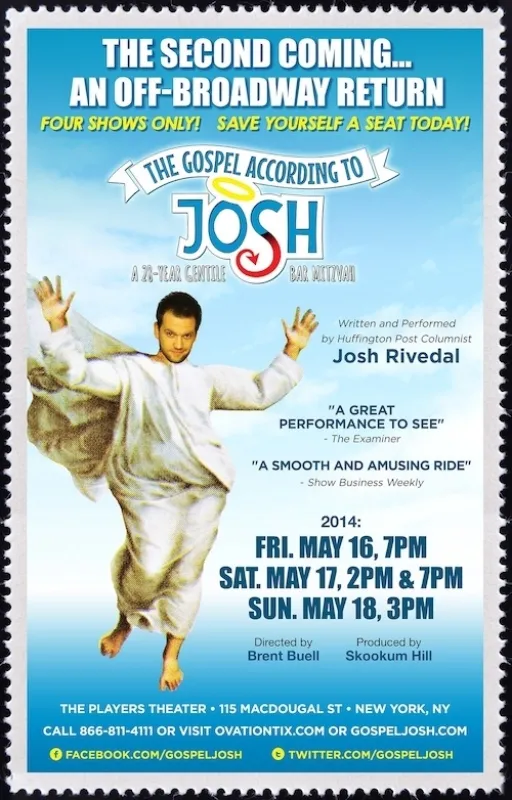 THE SECOND COMING...
AN OFF-BROADWAY RETURN
FOUR SHOWS ONLY! SAVE YOURSELF A SEAT TODAY!
THE GOSPEL ACCORDING TO
JOSH
A 28-YEAR GENTILE BAR MITZVAH
Written and Performed
by Huffington Post Columnist
Josh Rivedal
"A GREAT
PERFORMANCE TO SEE"
- The Examiner
"A SMOOTH AND AMUSING RIDE"
- Show Business Weekly
2014:
FRI. MAY 16, 7PM
SAT. MAY 17, 2PM & 7PM
SUN. MAY 18, 3PM
Directed by Produced by
Brent Buell Skookum Hill
THE PLAYERS THEATER • 115 MACDOUGAL ST • NEW YORK, NY
CALL 866-811-4111 OR VISIT OVATIONTIX.COM OR GOSPELJOSH.COM
FACEBOOK.COM/GOSPELJOSH TWITTER.COM/GOSPELJOSH